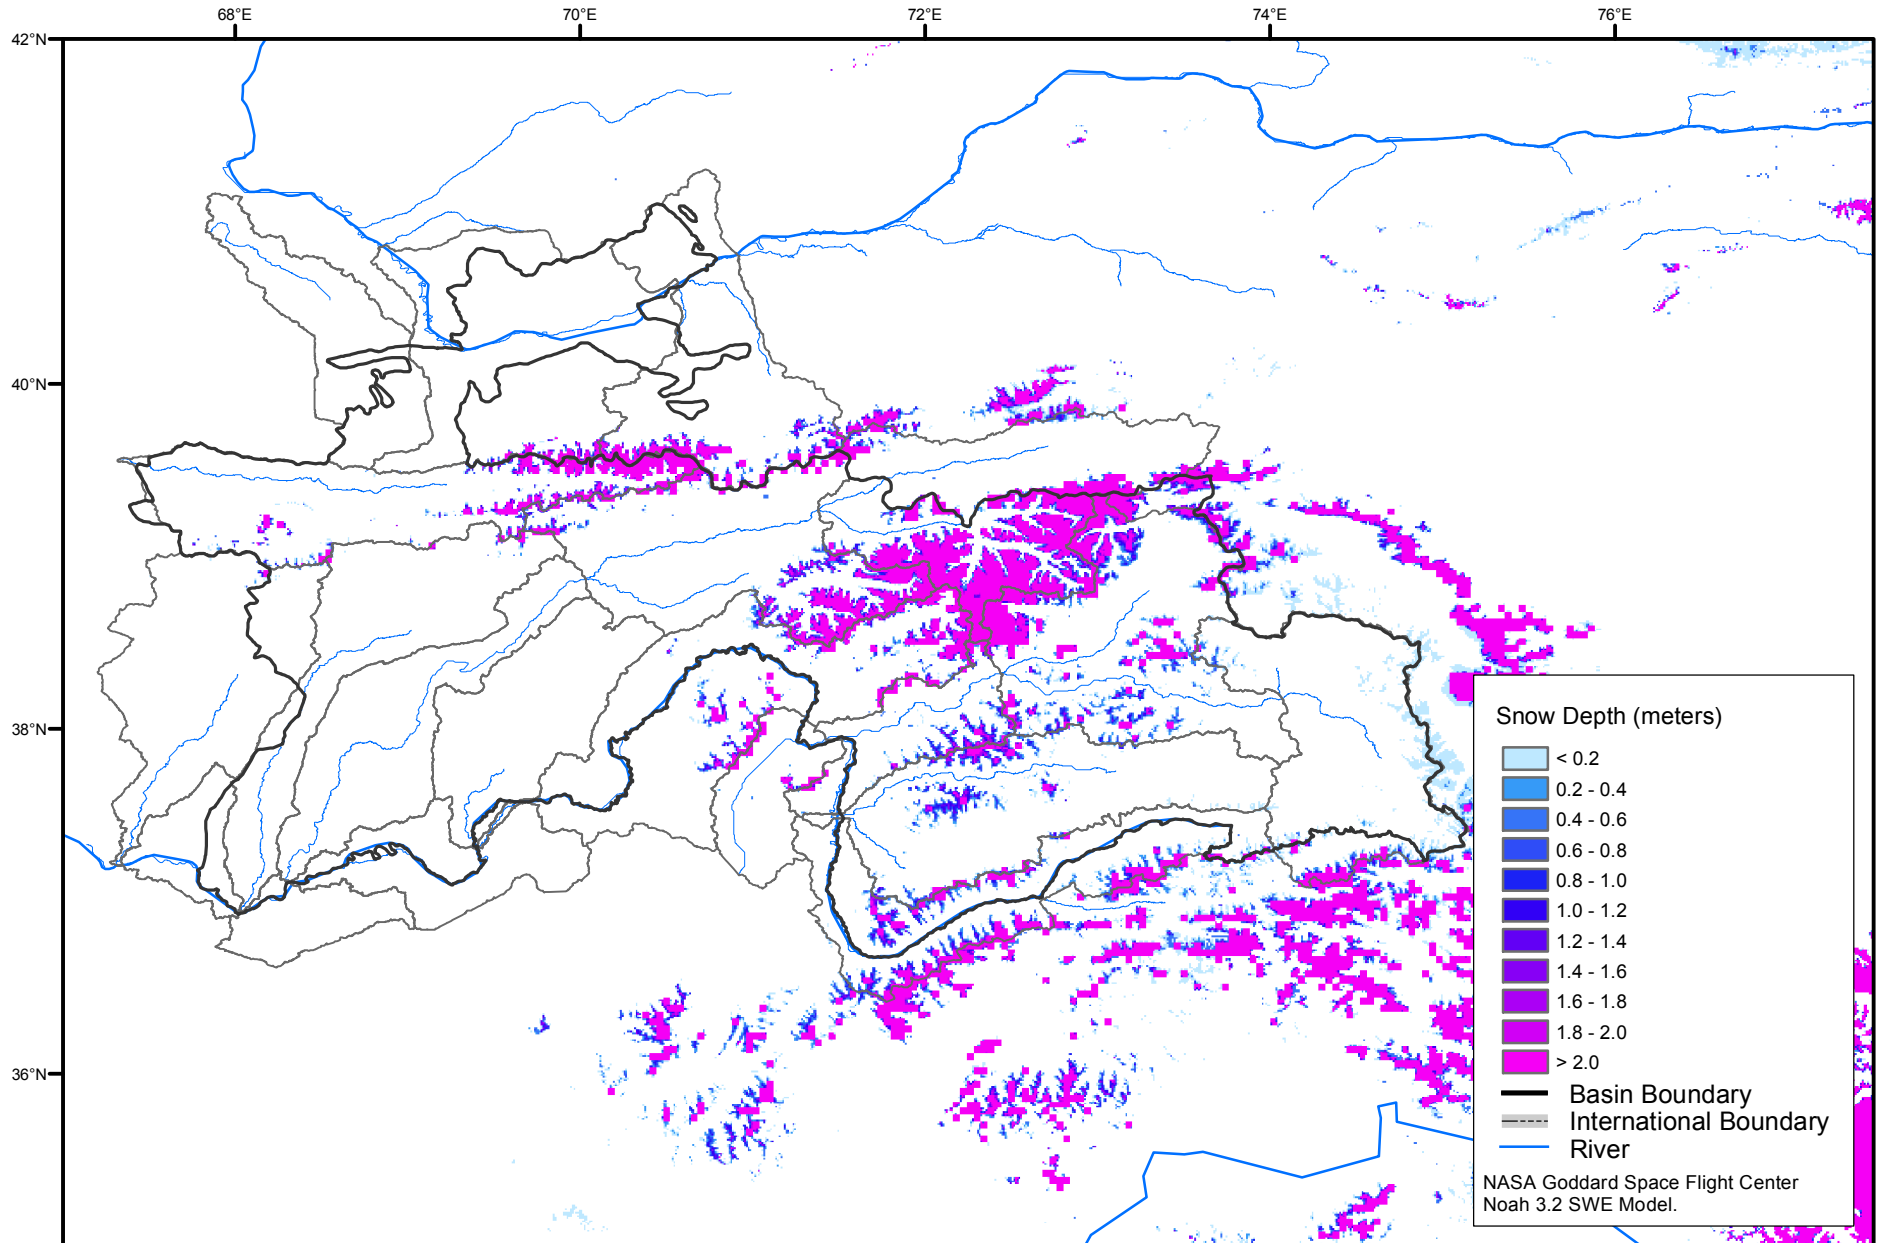 68°E 70°E 72°E 74°E 76°E
42°N
40°N
38°N
36°N
Snow Depth (meters)
< 0.2
0.2 - 0.4
0.4 - 0.6
0.6 - 0.8
0.8 - 1.0
1.0 - 1.2
1.2 - 1.4
1.4 - 1.6
1.6 - 1.8
1.8 - 2.0
> 2.0
Basin Boundary
International Boundary
River
NASA Goddard Space Flight Center
Noah 3.2 SWE Model.